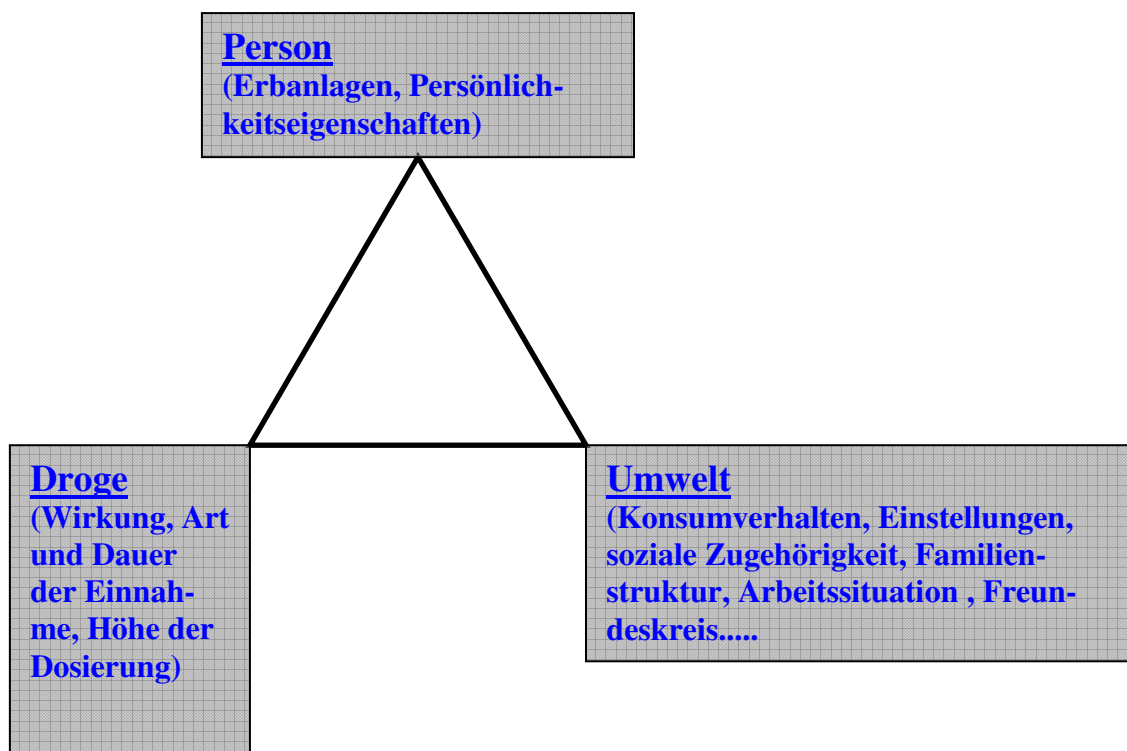 Person
(Erbanlagen, Persönlich-
keitseigenschaften)
Droge
(Wirkung, Art
und Dauer
der Einnah-
me, Höhe der
Dosierung)
Umwelt
(Konsumverhalten, Einstellungen,
soziale Zugehörigkeit, Familien-
struktur, Arbeitssituation , Freun-
deskreis.....